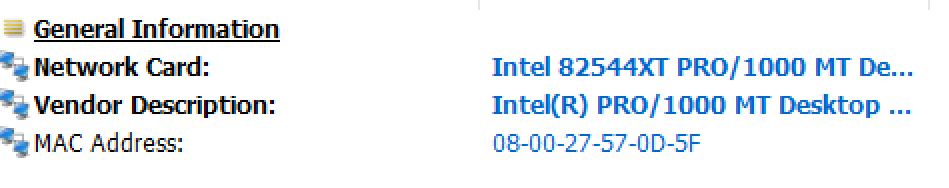 General Information
Network Card: Intel 82544XT PRO/1000 MT De...
Vendor Description: Intel(R) PRO/1000 MT Desktop ...
MAC Address: 08-00-27-57-0D-5F